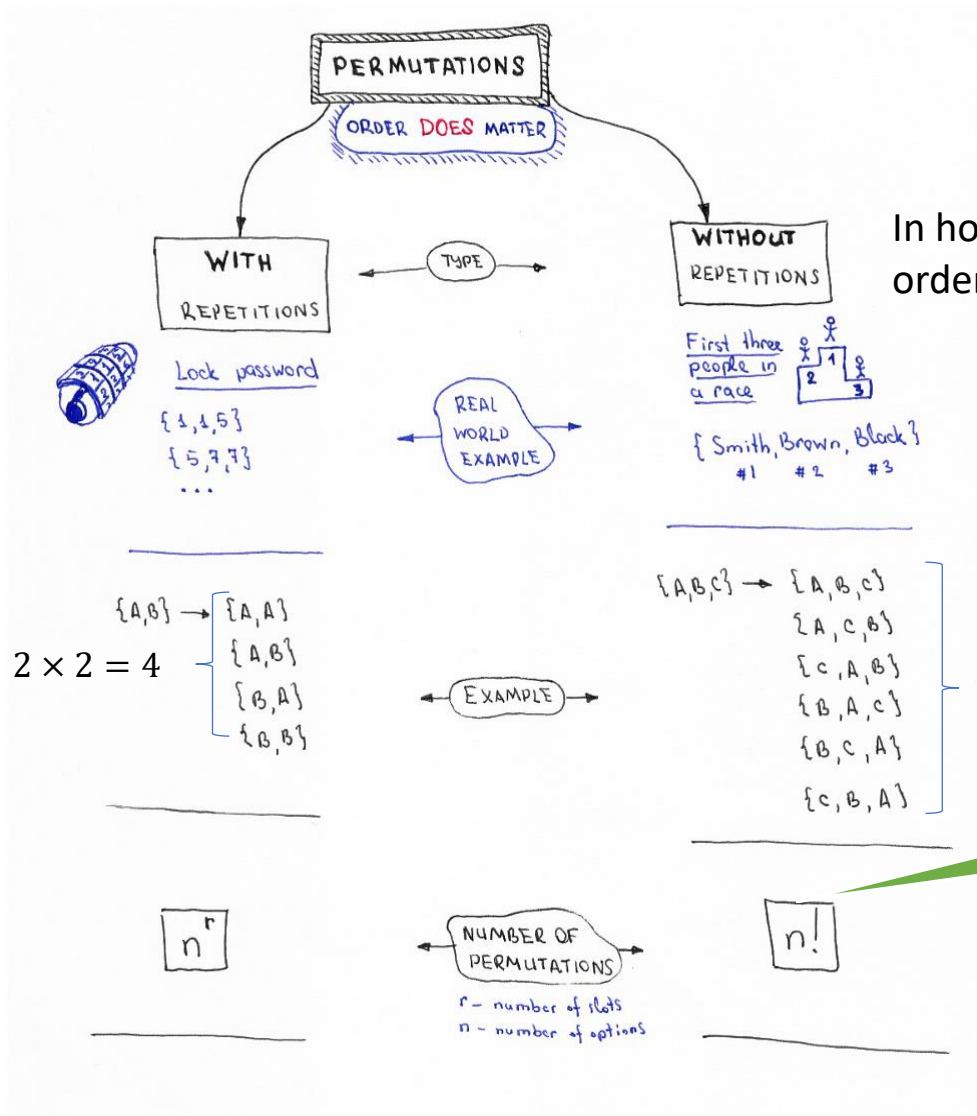 PERMUTATIONS
ORDER DOES MATTER
WITH
REPETITIONS
TYPE
WITHOUT
REPETITIONS
In ho
order
Lock password
{1,1,5}
{5,7,7}
...
REAL
WORLD
EXAMPLE
First three
people in
a race
1
2
3
{Smith, Brown, Black}
#1 #2 #3
{A,B} → {A,A}
{A,B}
{B,A}
{B,B}
2 × 2 = 4
EXAMPLE
{A,B,C} → {A,B,C}
{A,C,B}
{C,A,B}
{B,A,C}
{B,C,A}
{C,B,A}
n^r
NUMBER OF
PERMUTATIONS
r - number of slots
n - number of options
n!